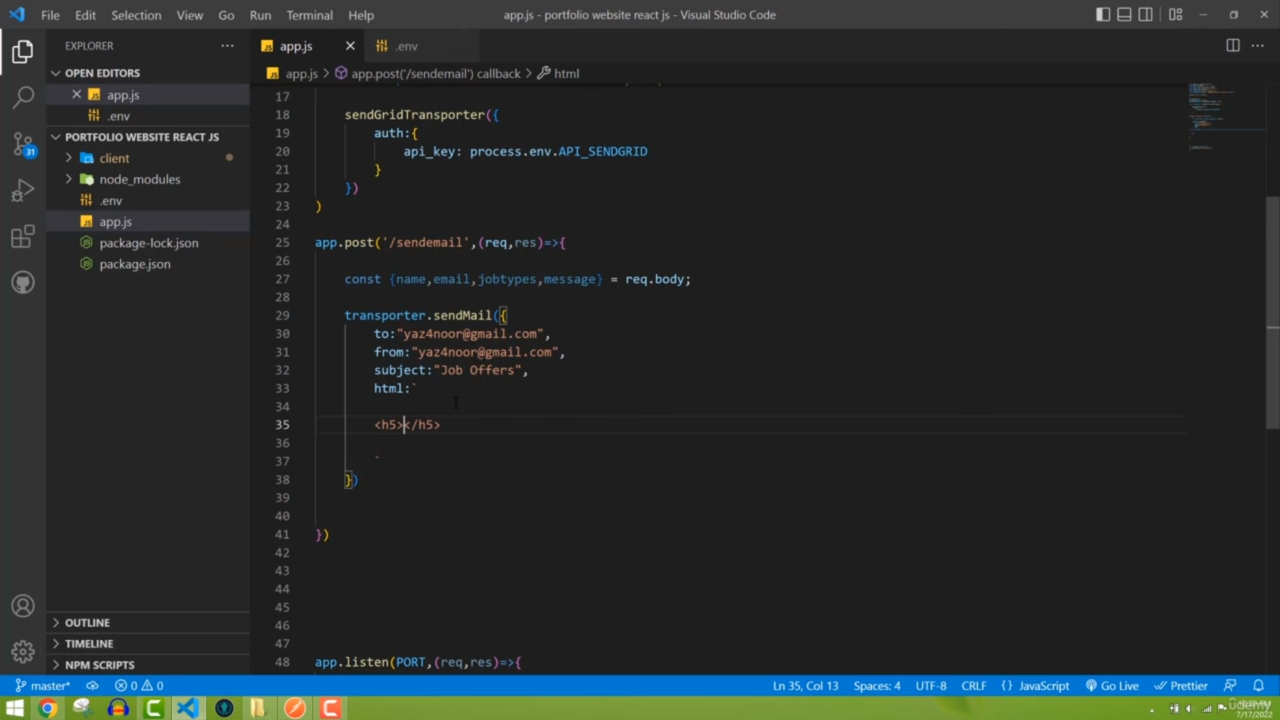 File Edit Selection View Go Run Terminal Help
app.js - portfolio website react js - Visual Studio Code
EXPLORER
OPEN EDITORS
app.js
.env
PORTFOLIO WEBSITE REACT JS
client
node_modules
.env
app.js
package-lock.json
package.json
OUTLINE
TIMELINE
NPM SCRIPTS
31
app.js .env
app.js > app.post('/sendemail') callback > html
17
18 sendGridTransporter({
19 auth:{
20 api_key: process.env.API_SENDGRID
21 }
22 })
23 )
24
25 app.post('/sendemail',(req,res)=>{
26
27 const {name,email,jobtypes,message} = req.body;
28
29 transporter.sendMail({
30 to:"yaz4noor@gmail.com",
31 from:"yaz4noor@gmail.com",
32 subject:"Job Offers",
33 html:`
34
35 <h5></h5>
36
37 `
38 })
39
40
41 })
42
43
44
45
46
47
48 app.listen(PORT,(req,res)=>{
master* 0 0 Ln 35, Col 13 Spaces: 4 UTF-8 CRLF {} JavaScript Go Live Prettier
udemy
7/17/2022